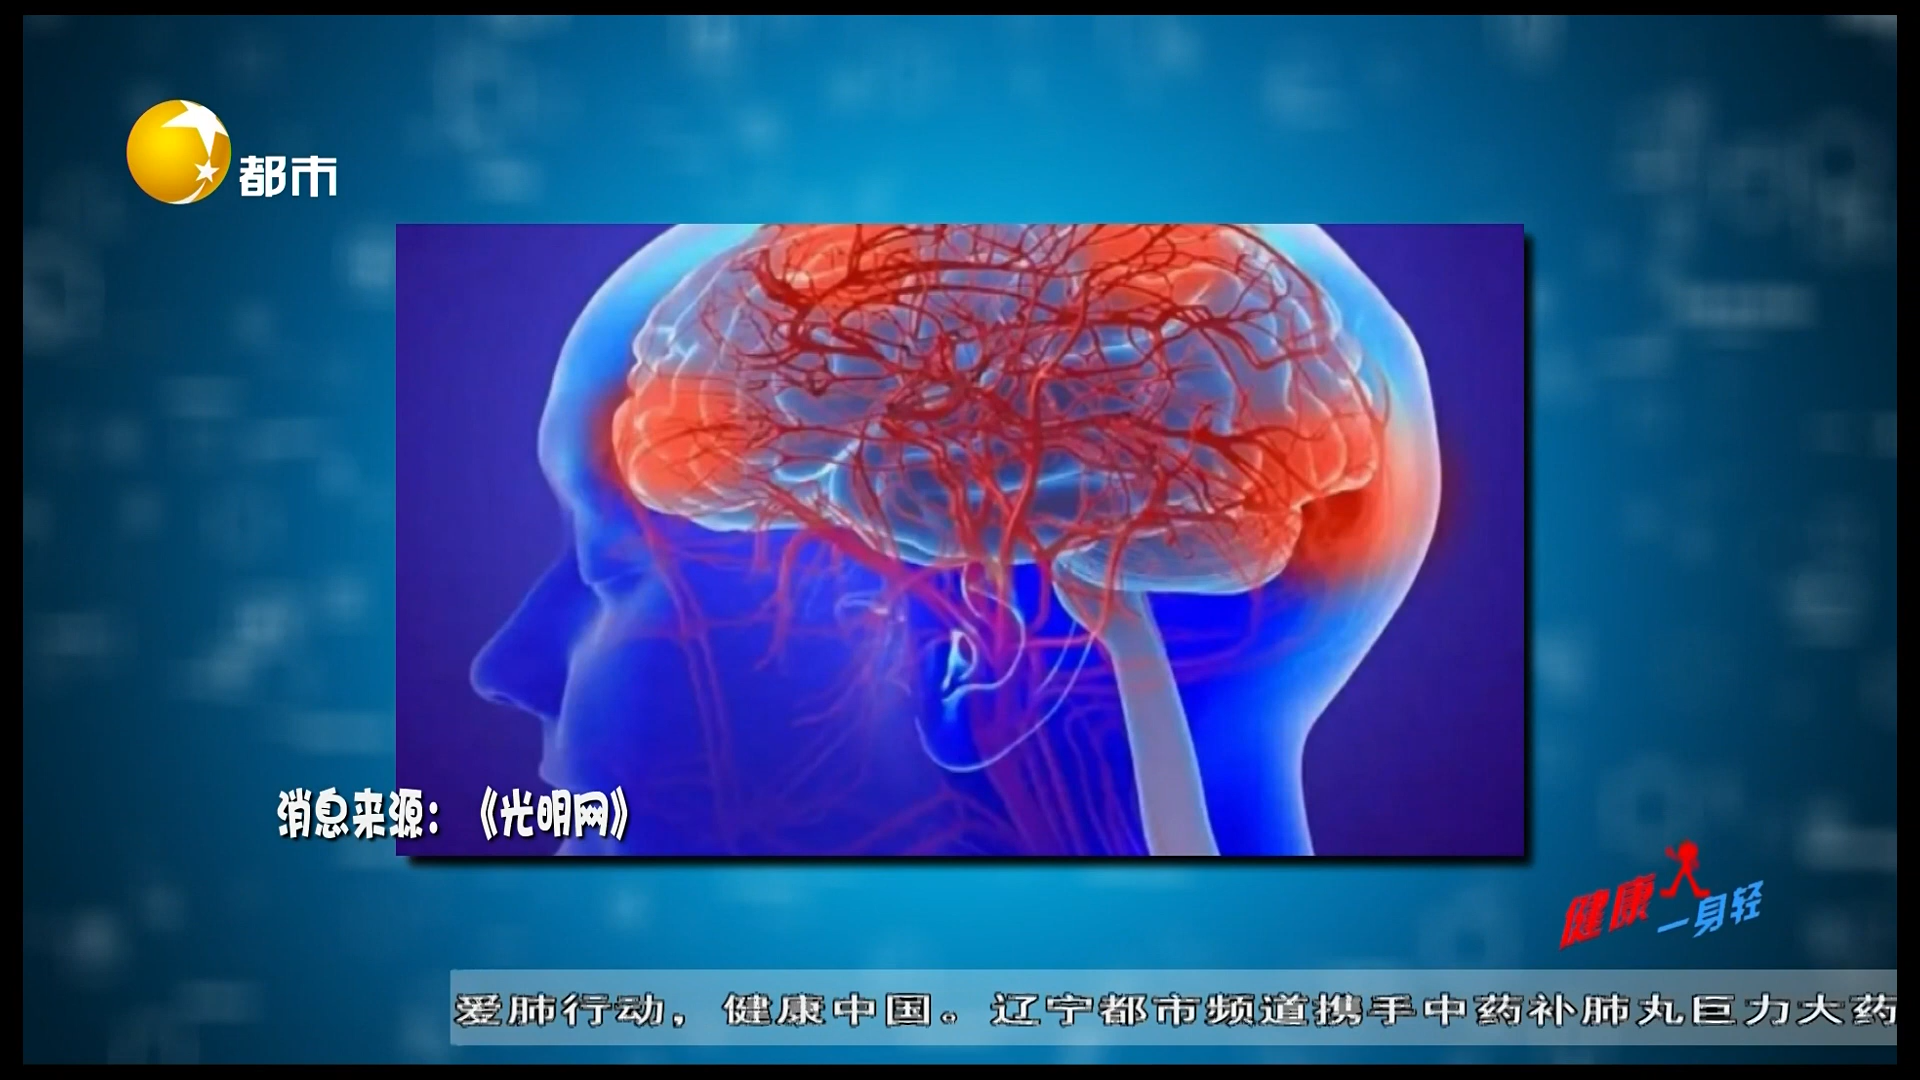 都市
消息来源：《光明网》
健康一身轻
爱肺行动，健康中国。辽宁都市频道携手中药补肺丸巨力大药